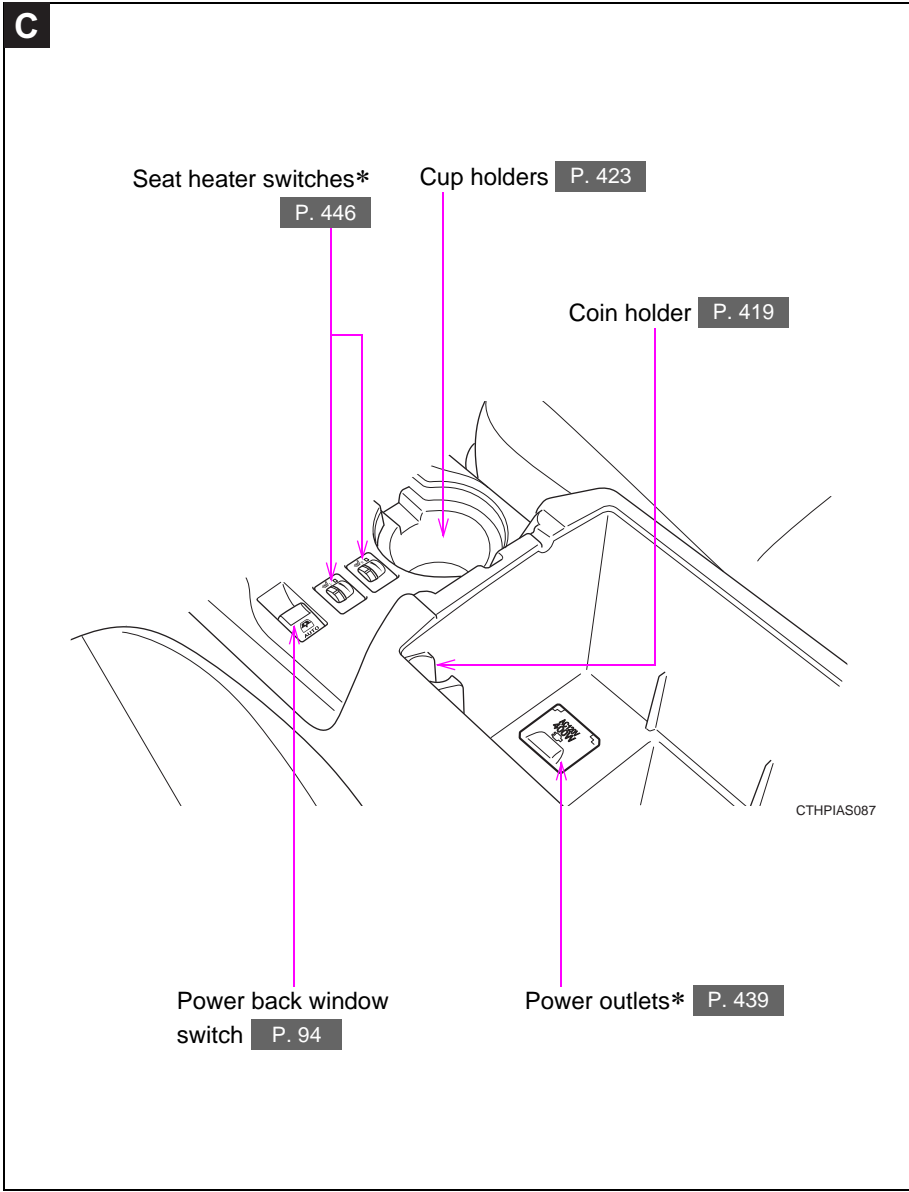 C
Seat heater switches*
P. 446
Cup holders P. 423
Coin holder P. 419
AUTO
CTHPIAS087
Power back window
switch P. 94
Power outlets* P. 439